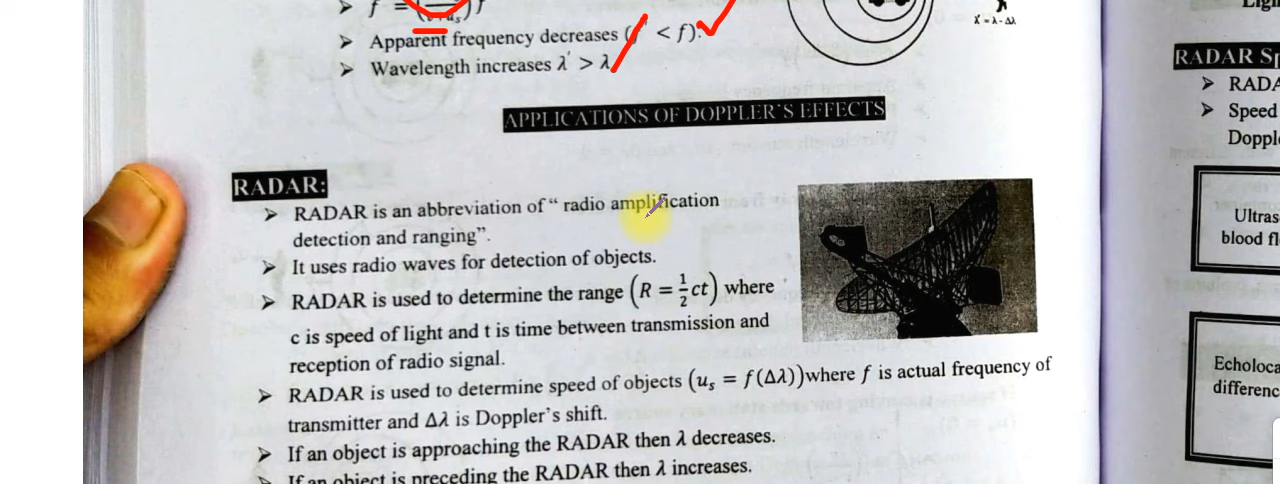 ➤ f' = ( / v + us ) f
➤ Apparent frequency decreases (f' < f).
➤ Wavelength increases λ' > λ
λ' = λ - Δλ
APPLICATIONS OF DOPPLER'S EFFECTS
RADAR:
➤ RADAR is an abbreviation of “ radio amplification
detection and ranging”.
➤ It uses radio waves for detection of objects.
➤ RADAR is used to determine the range (R = ½ct) where
c is speed of light and t is time between transmission and
reception of radio signal.
➤ RADAR is used to determine speed of objects (us = f(Δλ))where f is actual frequency of
transmitter and Δλ is Doppler's shift.
➤ If an object is approaching the RADAR then λ decreases.
➤ If an object is preceding the RADAR then λ increases.
RADAR S
➤ RADA
➤ Speed
Dopple
Ultras
blood fl
Echoloca
differenc